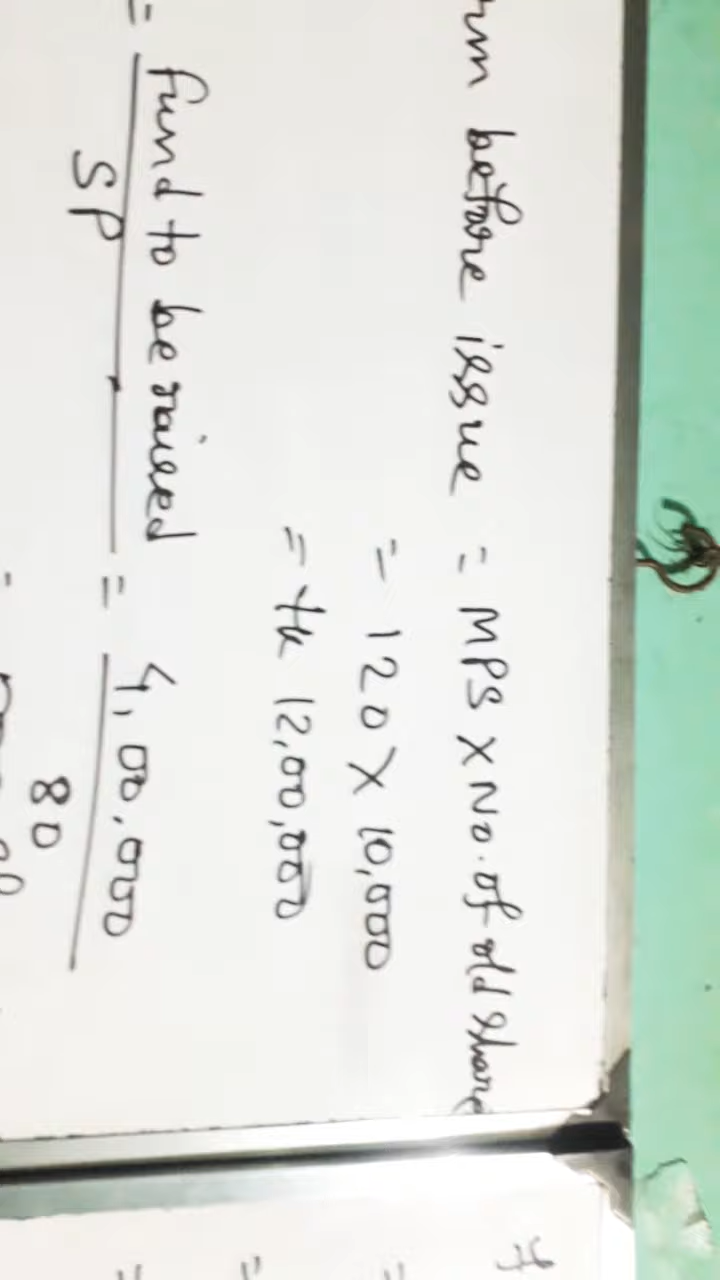 before issue = MPS X No. of old share
= 120 X 10,000
= tk 12,00,000
= fund to be raised / SP = 4,00,000 / 80